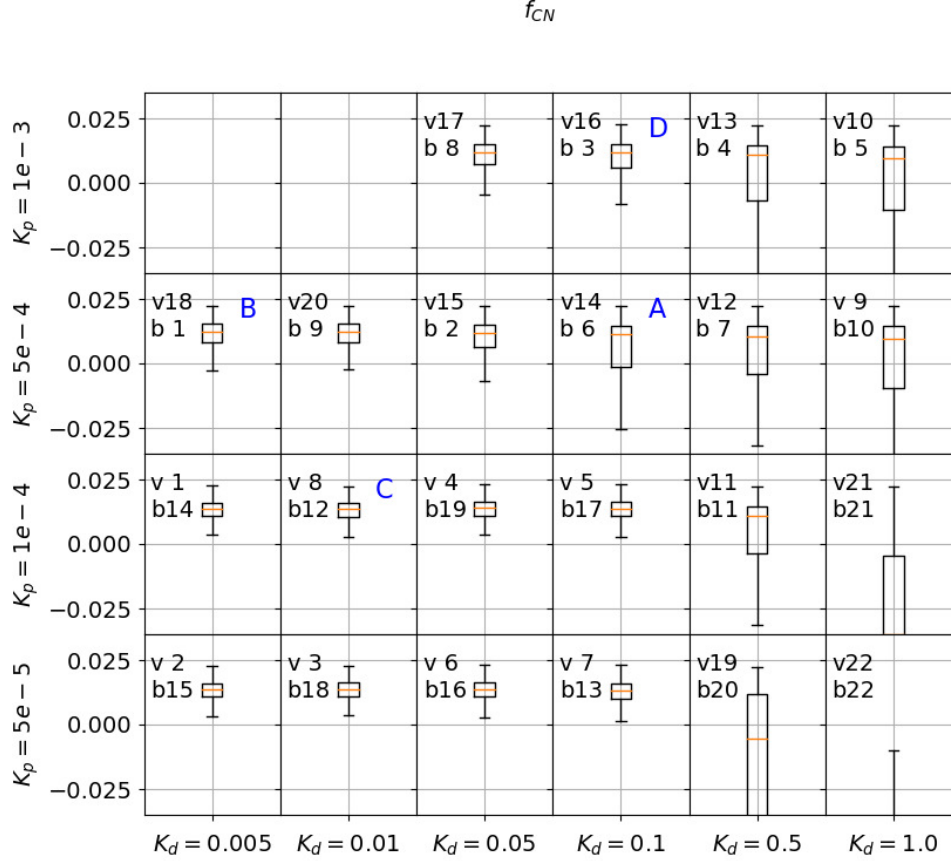 f_{CN}
K_p = 1e − 3
0.025
0.000
−0.025
v17
b 8
v16
b 3
D
v13
b 4
v10
b 5
K_p = 5e − 4
0.025
0.000
−0.025
v18
b 1
B
v20
b 9
v15
b 2
v14
b 6
A
v12
b 7
v 9
b10
K_p = 1e − 4
0.025
0.000
−0.025
v 1
b14
v 8
b12
C
v 4
b19
v 5
b17
v11
b11
v21
b21
K_p = 5e − 5
0.025
0.000
−0.025
v 2
b15
v 3
b18
v 6
b16
v 7
b13
v19
b20
v22
b22
K_d = 0.005
K_d = 0.01
K_d = 0.05
K_d = 0.1
K_d = 0.5
K_d = 1.0